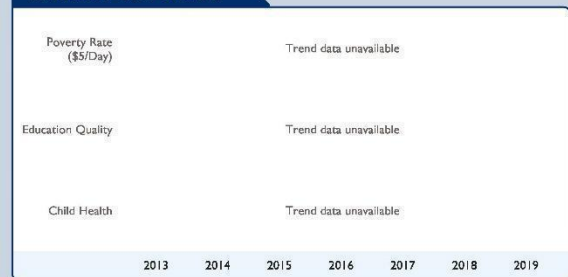 Poverty Rate
($5/Day)
Trend data unavailable
Education Quality
Trend data unavailable
Child Health
Trend data unavailable
2013 2014 2015 2016 2017 2018 2019